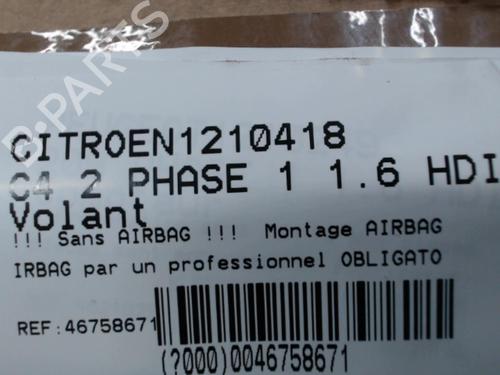 B-PARTS
CITROEN1210418
C4 2 PHASE 1 1.6 HDI
Volant
!!! Sans AIRBAG !!! Montage AIRBAG
IRBAG par un professionnel OBLIGATO
REF:46758671
(?000)0046758671